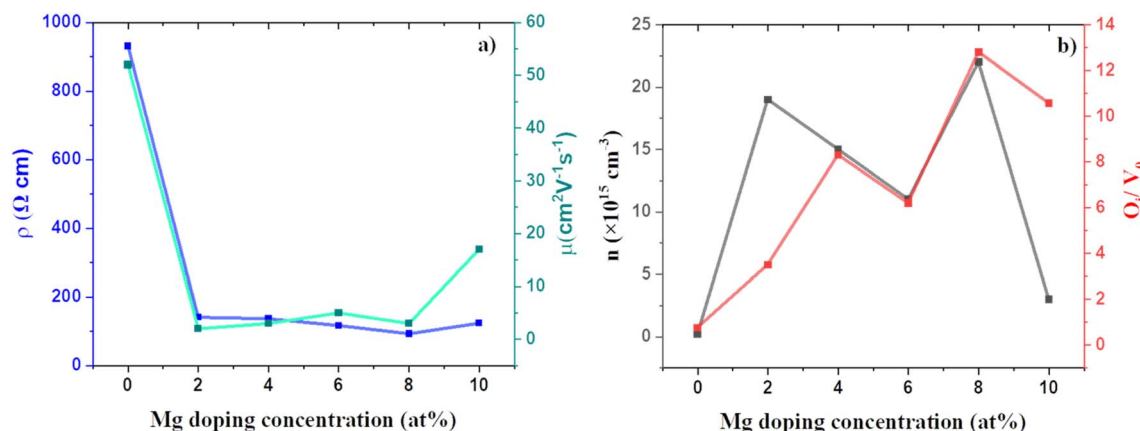 a)
1000
800
600
400
200
0
ρ (Ω cm)
60
50
40
30
20
10
0
μ(cm²V⁻¹s⁻¹)
0 2 4 6 8 10
Mg doping concentration (at%)
b)
25
20
15
10
5
0
n (×10¹⁵ cm⁻³)
14
12
10
8
6
4
2
0
Oᵢ/ Vₒ
0 2 4 6 8 10
Mg doping concentration (at%)